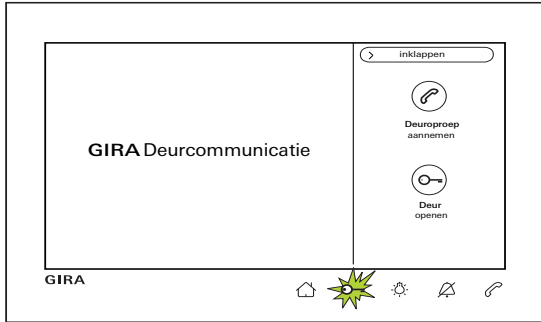 inklappen
GIRA Deurcommunicatie
Deuroproep
aannemen
Deur
openen
GIRA